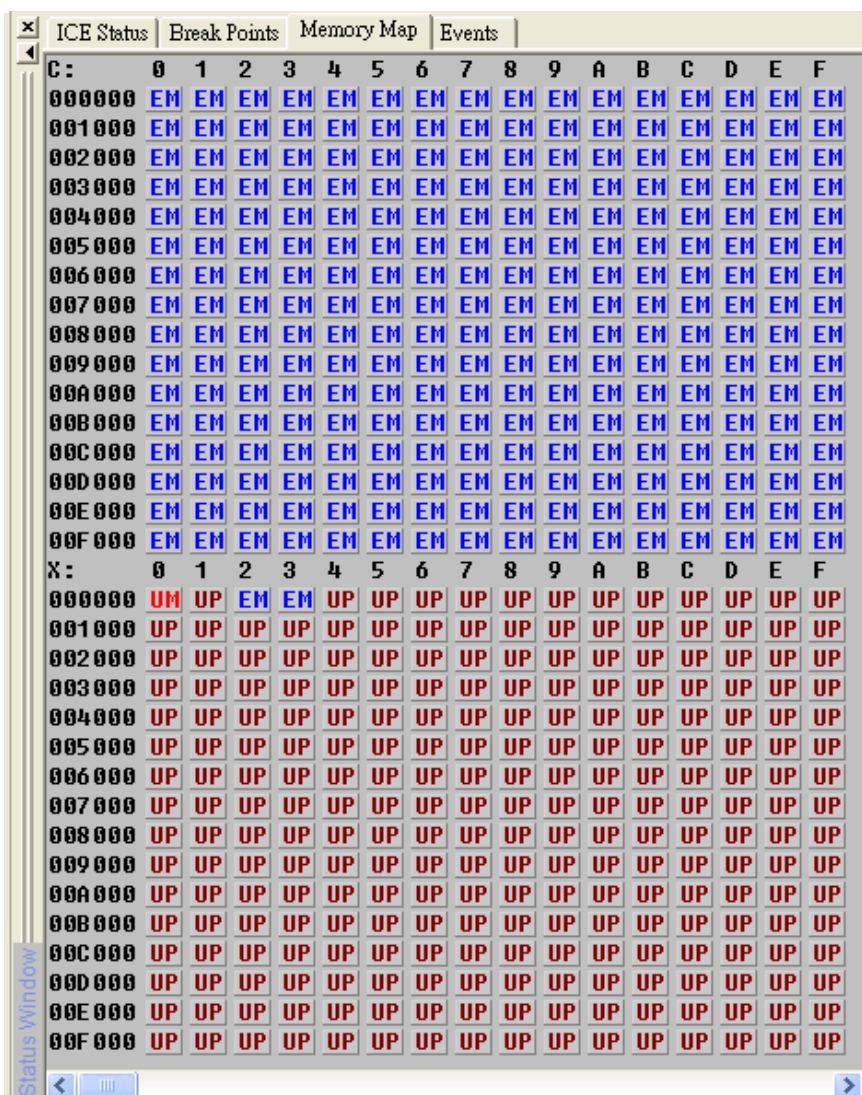 ICE Status Break Points Memory Map Events
C: 0 1 2 3 4 5 6 7 8 9 A B C D E F
000000 EM EM EM EM EM EM EM EM EM EM EM EM EM EM EM EM
001000 EM EM EM EM EM EM EM EM EM EM EM EM EM EM EM EM
002000 EM EM EM EM EM EM EM EM EM EM EM EM EM EM EM EM
003000 EM EM EM EM EM EM EM EM EM EM EM EM EM EM EM EM
004000 EM EM EM EM EM EM EM EM EM EM EM EM EM EM EM EM
005000 EM EM EM EM EM EM EM EM EM EM EM EM EM EM EM EM
006000 EM EM EM EM EM EM EM EM EM EM EM EM EM EM EM EM
007000 EM EM EM EM EM EM EM EM EM EM EM EM EM EM EM EM
008000 EM EM EM EM EM EM EM EM EM EM EM EM EM EM EM EM
009000 EM EM EM EM EM EM EM EM EM EM EM EM EM EM EM EM
00A000 EM EM EM EM EM EM EM EM EM EM EM EM EM EM EM EM
00B000 EM EM EM EM EM EM EM EM EM EM EM EM EM EM EM EM
00C000 EM EM EM EM EM EM EM EM EM EM EM EM EM EM EM EM
00D000 EM EM EM EM EM EM EM EM EM EM EM EM EM EM EM EM
00E000 EM EM EM EM EM EM EM EM EM EM EM EM EM EM EM EM
00F000 EM EM EM EM EM EM EM EM EM EM EM EM EM EM EM EM
X: 0 1 2 3 4 5 6 7 8 9 A B C D E F
000000 UM UP EM EM UP UP UP UP UP UP UP UP UP UP UP UP
001000 UP UP UP UP UP UP UP UP UP UP UP UP UP UP UP UP
002000 UP UP UP UP UP UP UP UP UP UP UP UP UP UP UP UP
003000 UP UP UP UP UP UP UP UP UP UP UP UP UP UP UP UP
004000 UP UP UP UP UP UP UP UP UP UP UP UP UP UP UP UP
005000 UP UP UP UP UP UP UP UP UP UP UP UP UP UP UP UP
006000 UP UP UP UP UP UP UP UP UP UP UP UP UP UP UP UP
007000 UP UP UP UP UP UP UP UP UP UP UP UP UP UP UP UP
008000 UP UP UP UP UP UP UP UP UP UP UP UP UP UP UP UP
009000 UP UP UP UP UP UP UP UP UP UP UP UP UP UP UP UP
00A000 UP UP UP UP UP UP UP UP UP UP UP UP UP UP UP UP
00B000 UP UP UP UP UP UP UP UP UP UP UP UP UP UP UP UP
00C000 UP UP UP UP UP UP UP UP UP UP UP UP UP UP UP UP
00D000 UP UP UP UP UP UP UP UP UP UP UP UP UP UP UP UP
00E000 UP UP UP UP UP UP UP UP UP UP UP UP UP UP UP UP
00F000 UP UP UP UP UP UP UP UP UP UP UP UP UP UP UP UP
Status Window